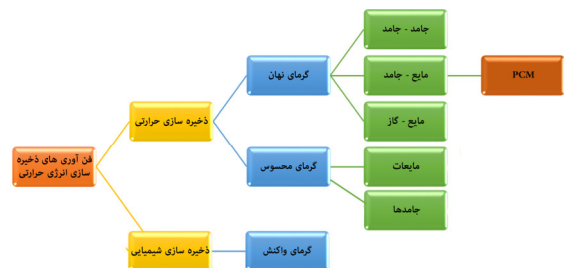 فن آوری های ذخیره
سازی انرژی حرارتی
ذخیره سازی حرارتی
گرمای نهان
جامد - جامد
مایع - جامد
PCM
مایع - گاز
گرمای محسوس
مایعات
جامدها
ذخیره سازی شیمیایی
گرمای واکنش